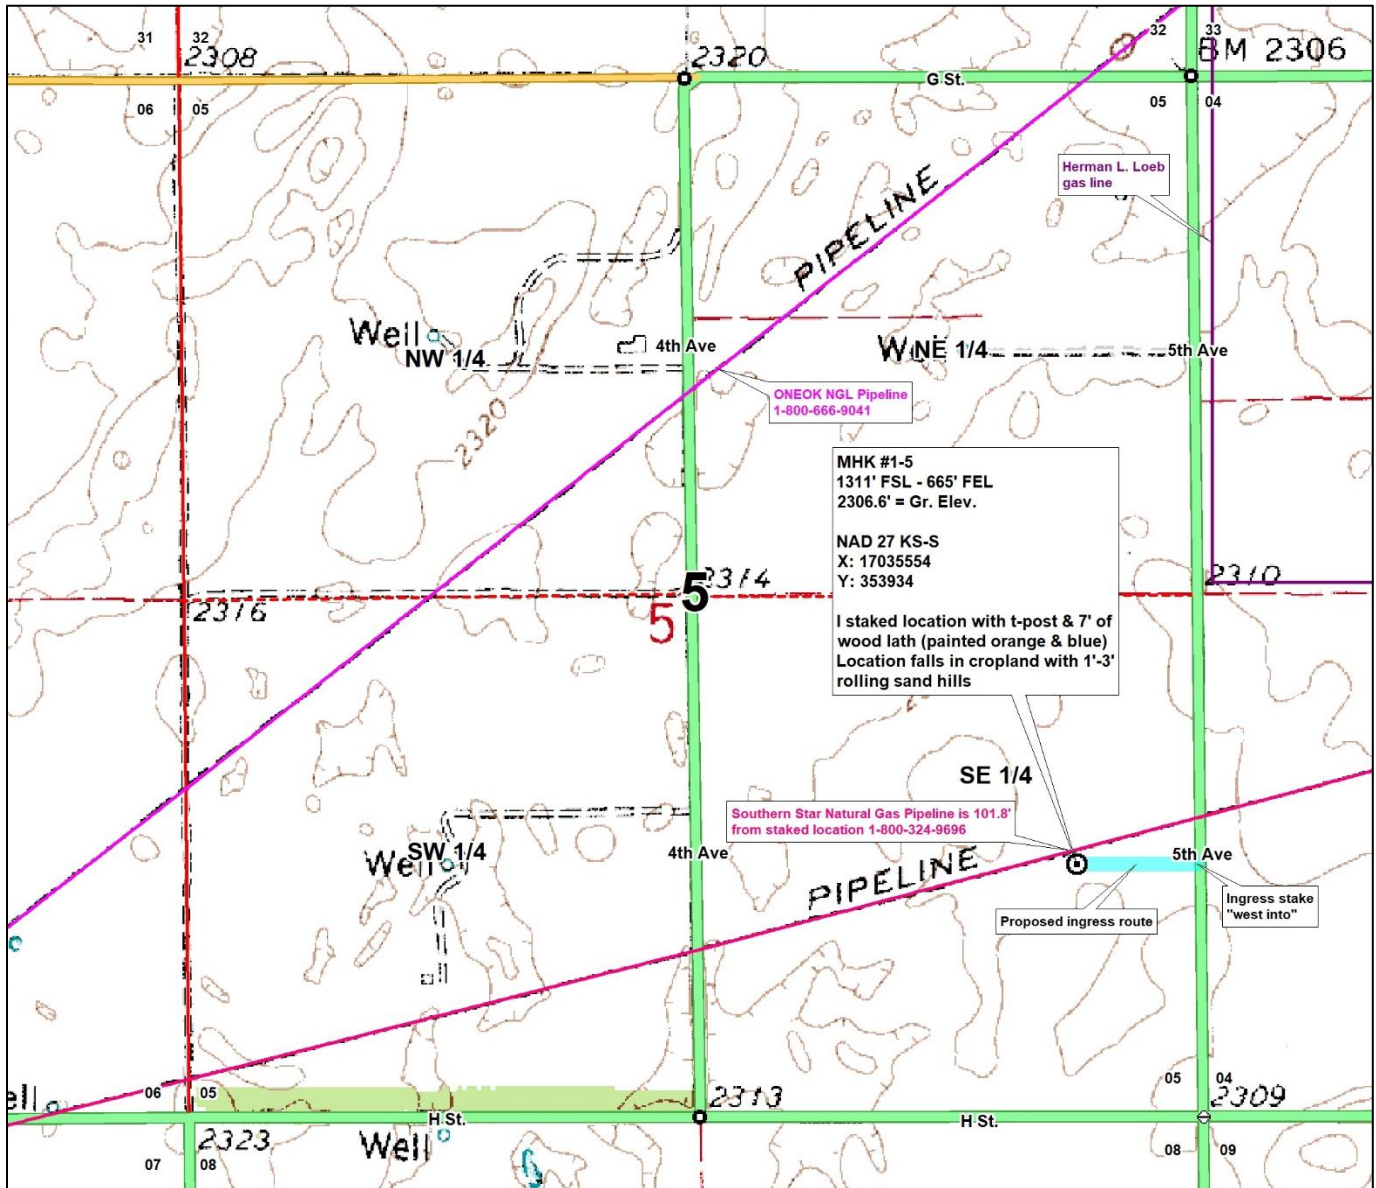 31 32
2308
2320
32 33
BM 2306
G St.
06 05
05 04
Herman L. Loeb
gas line
PIPELINE
Well
NW 1/4
4th Ave
NE 1/4
5th Ave
ONEOK NGL Pipeline
1-800-666-9041
2320
MHK #1-5
1311' FSL - 665' FEL
2306.6' = Gr. Elev.
NAD 27 KS-S
X: 17035554
Y: 353934
I staked location with t-post & 7' of
wood lath (painted orange & blue)
Location falls in cropland with 1'-3'
rolling sand hills
2316
2314
5
5
2310
SE 1/4
Southern Star Natural Gas Pipeline is 101.8'
from staked location 1-800-324-9696
Well
SW 1/4
4th Ave
PIPELINE
5th Ave
Proposed ingress route
Ingress stake
"west into"
06 05
05 04
2313
2309
H St.
H St.
2323
Well
07 08
08 09